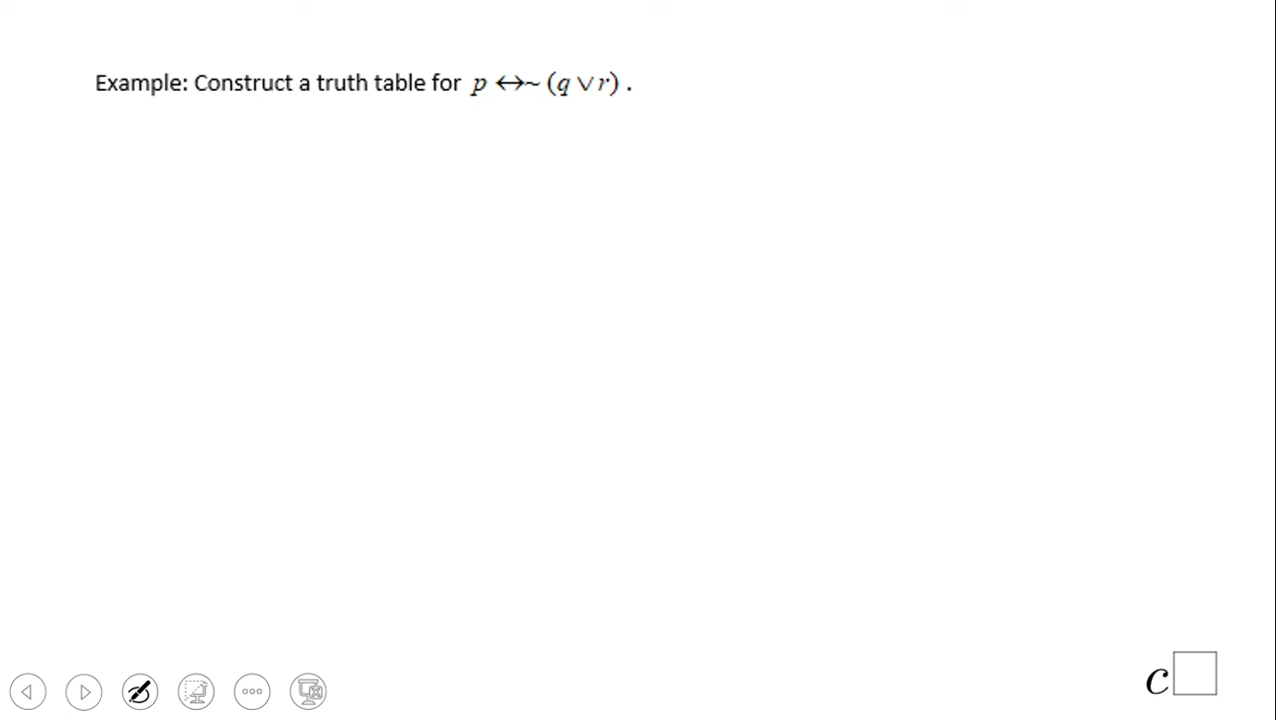 Example: Construct a truth table for p ↔~ (q ∨ r) .
c